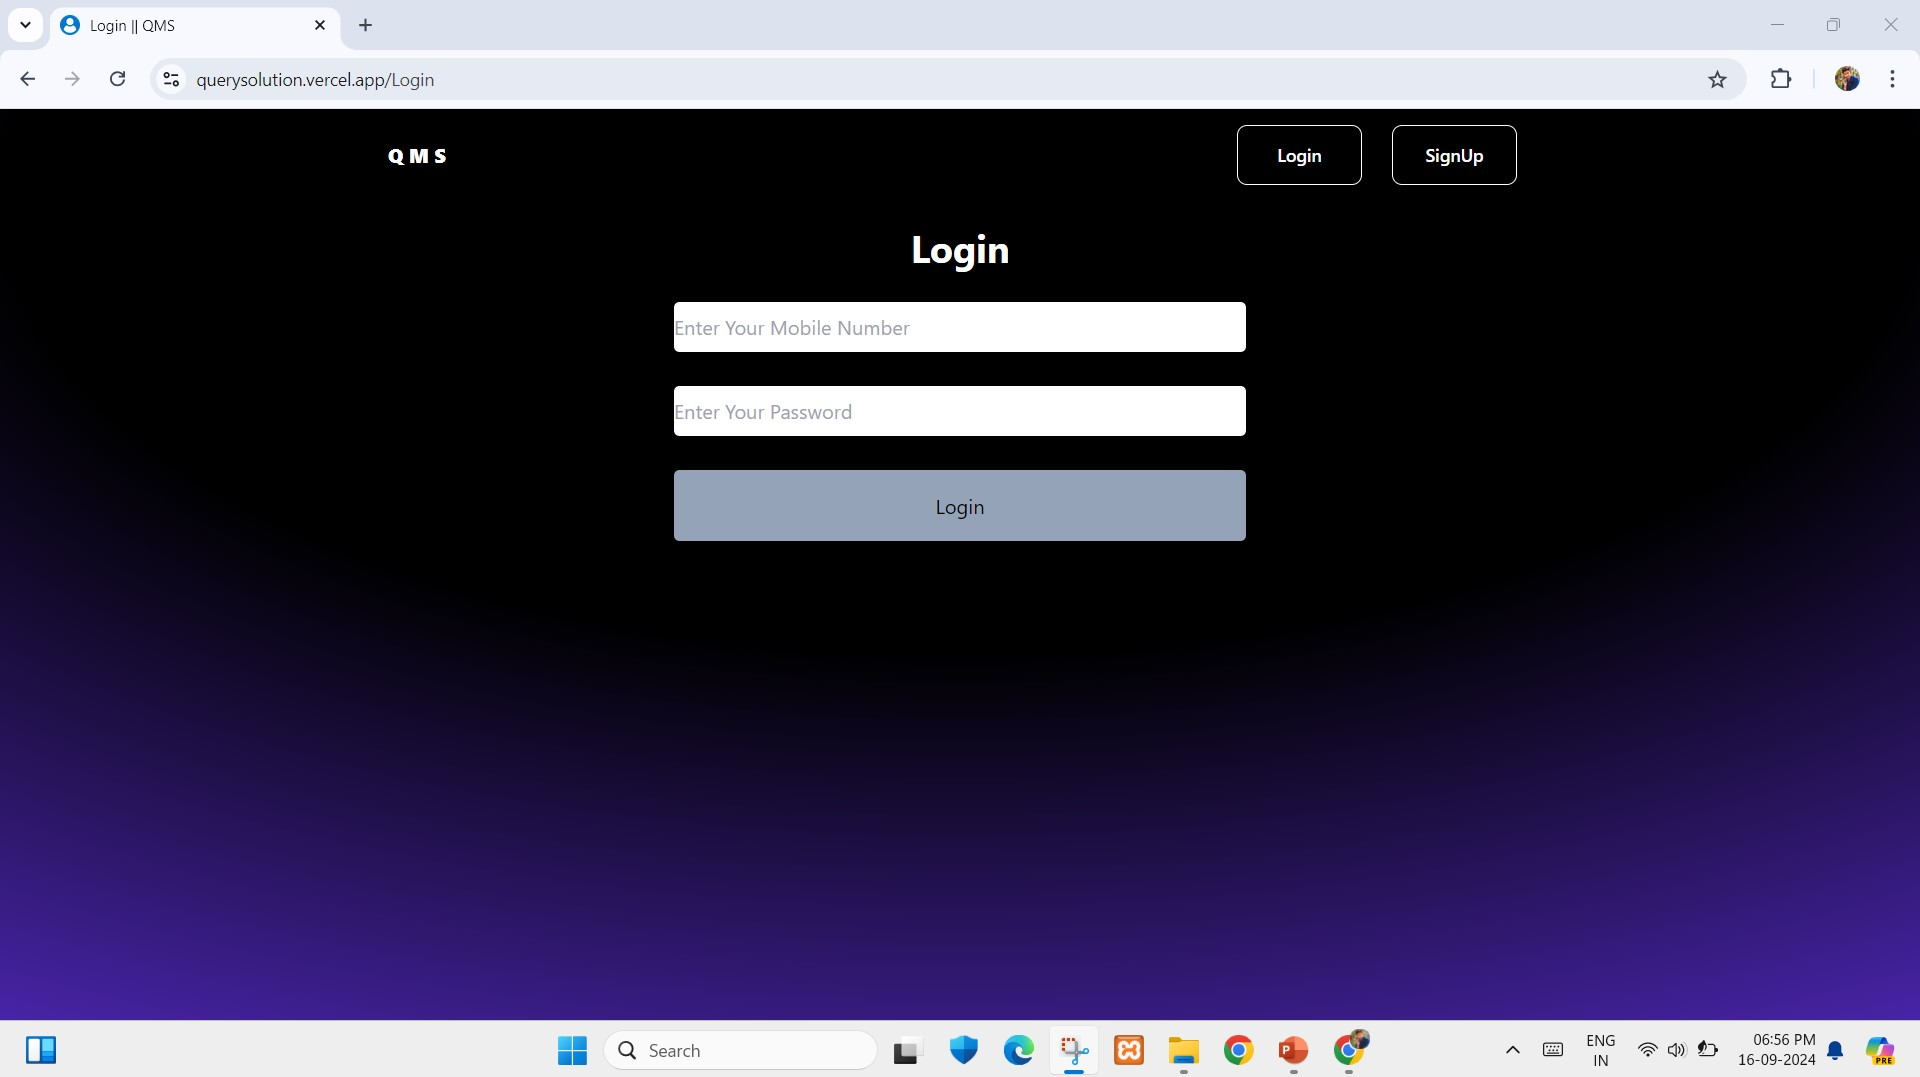 Login || QMS
querysolution.vercel.app/Login
QMS
Login
SignUp
Login
Enter Your Mobile Number
Enter Your Password
Login
Search
ENG
IN
06:56 PM
16-09-2024
PRE